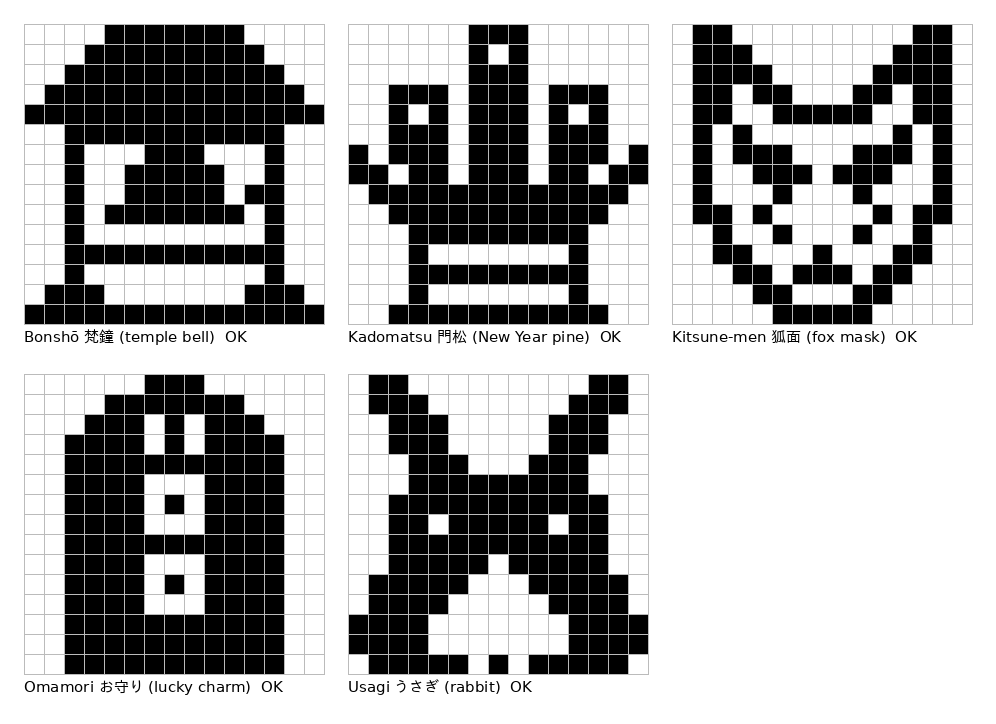 Bonshō 梵鐘 (temple bell)  OK
Kadomatsu 門松 (New Year pine)  OK
Kitsune-men 狐面 (fox mask)  OK
Omamori お守り (lucky charm)  OK
Usagi うさぎ (rabbit)  OK